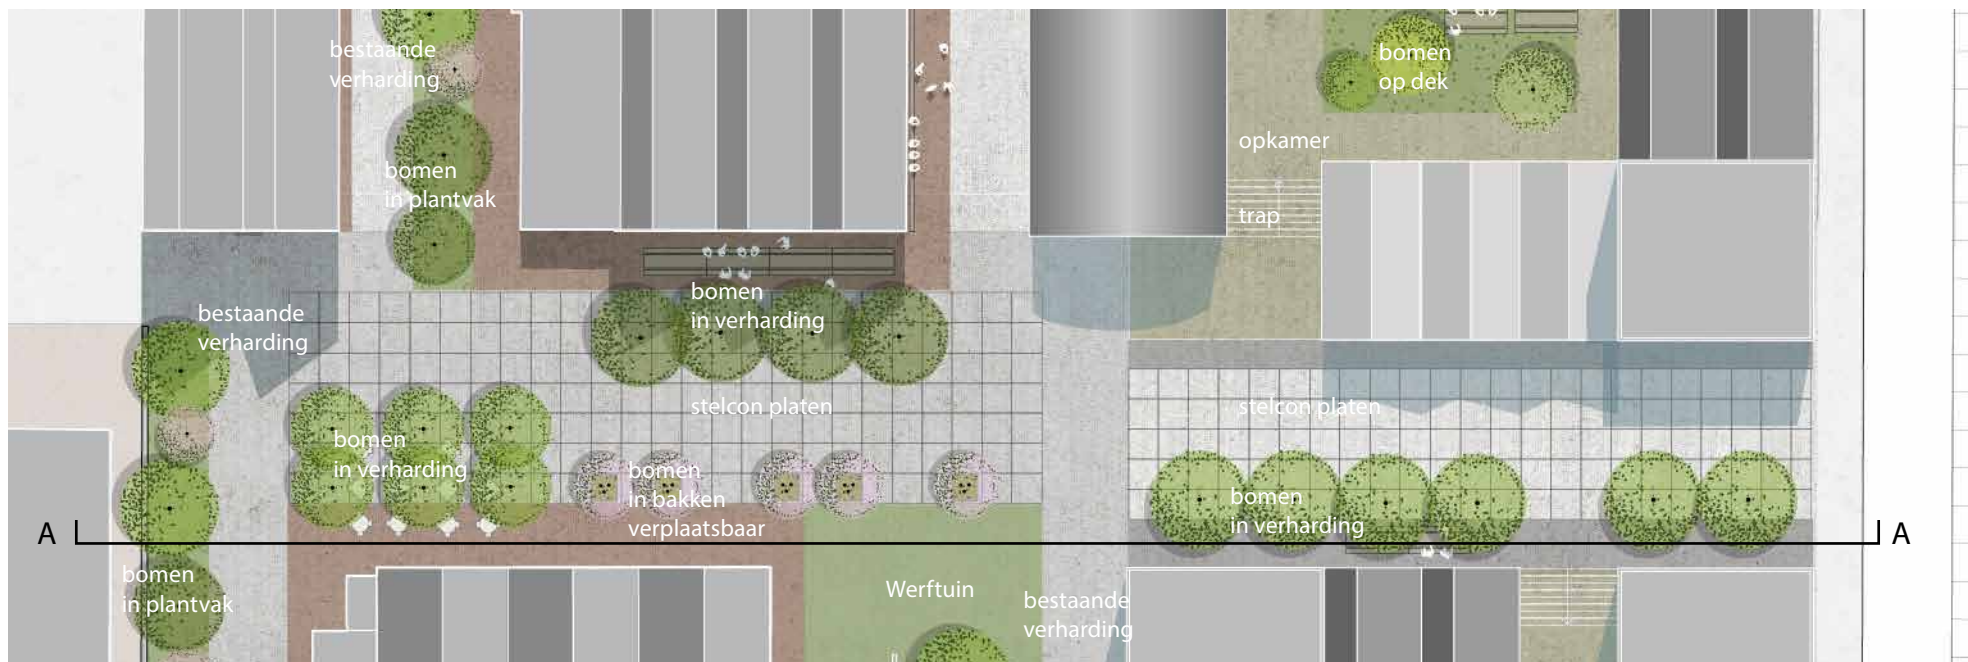 bestaande
verharding
bomen
op dek
opkamer
bomen
in plantvak
trap
bomen
in verharding
bestaande
verharding
stelcon platen
stelcon platen
bomen
in verharding
bomen
in bakken
verplaatsbaar
bomen
in verharding
A
A
bomen
in plantvak
Werftuin
bestaande
verharding